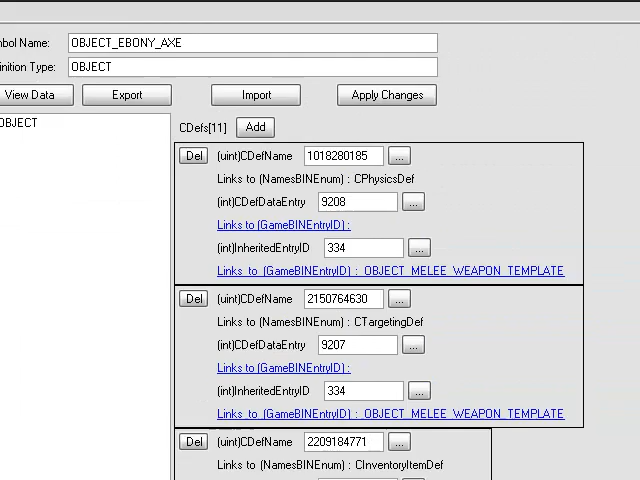 mbol Name: OBJECT_EBONY_AXE
inition Type: OBJECT
View Data Export Import Apply Changes
OBJECT
CDefs[11] Add
Del (uint)CDefName 1018280185 ...
Links to (NamesBINEnum) : CPhysicsDef
(int)CDefDataEntry 9208 ...
Links to (GameBINEntryID) :
(int)InheritedEntryID 334 ...
Links to (GameBINEntryID) : OBJECT_MELEE_WEAPON_TEMPLATE
Del (uint)CDefName 2150764630 ...
Links to (NamesBINEnum) : CTargetingDef
(int)CDefDataEntry 9207 ...
Links to (GameBINEntryID) :
(int)InheritedEntryID 334 ...
Links to (GameBINEntryID) : OBJECT_MELEE_WEAPON_TEMPLATE
Del (uint)CDefName 2209184771 ...
Links to (NamesBINEnum) : CInventoryItemDef